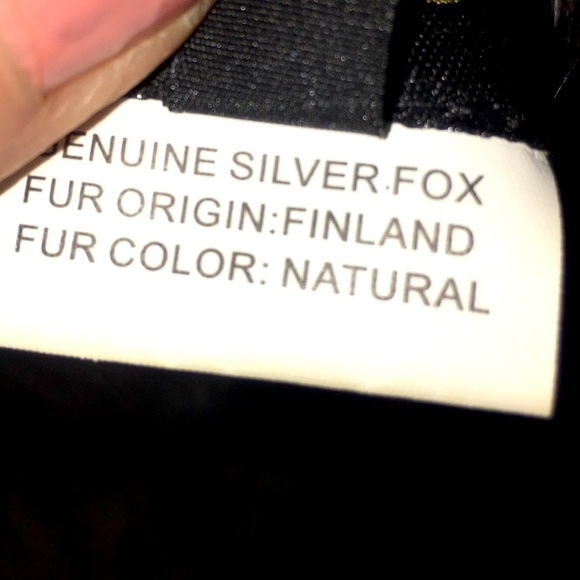 GENUINE SILVER FOX
FUR ORIGIN:FINLAND
FUR COLOR: NATURAL